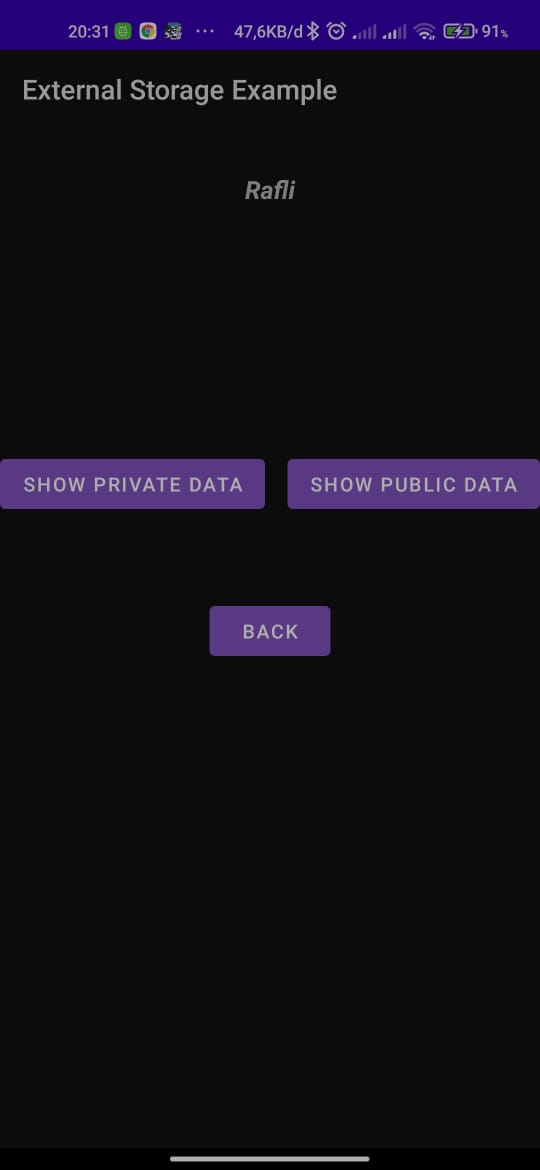 20:31 ... 47,6KB/d 91%
External Storage Example
Rafli
SHOW PRIVATE DATA SHOW PUBLIC DATA
BACK